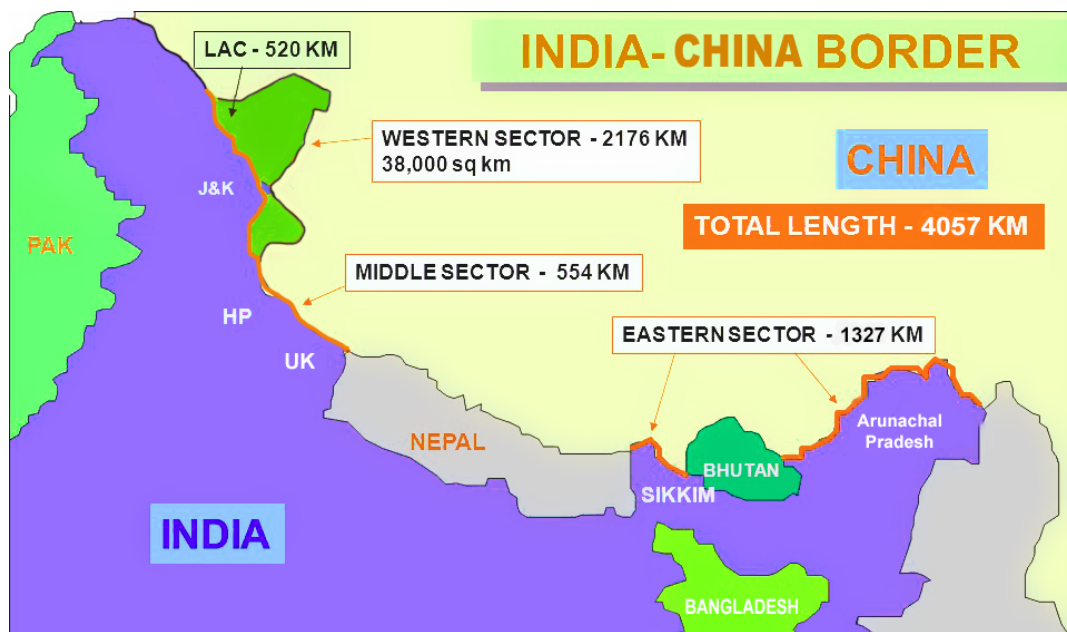 INDIA- CHINA BORDER
LAC - 520 KM
WESTERN SECTOR - 2176 KM
38,000 sq km
CHINA
J&K
TOTAL LENGTH - 4057 KM
PAK
MIDDLE SECTOR - 554 KM
HP
EASTERN SECTOR - 1327 KM
UK
Arunachal
Pradesh
NEPAL
BHUTAN
SIKKIM
INDIA
BANGLADESH